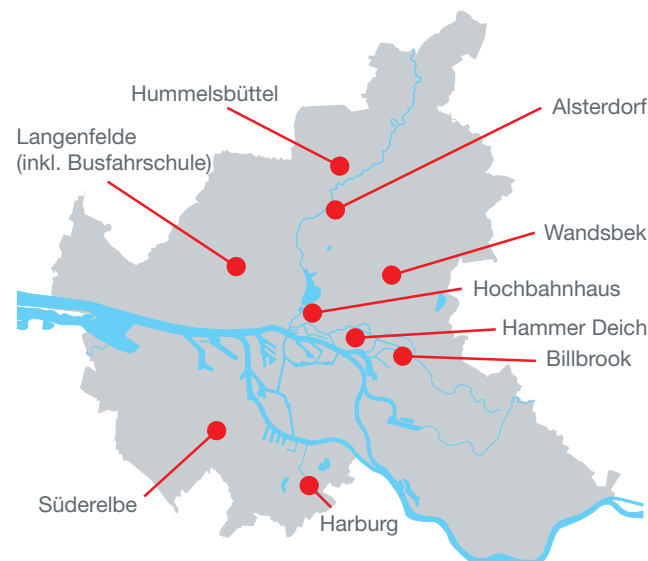 Hummelsbüttel
Alsterdorf
Langenfelde
(inkl. Busfahrschule)
Wandsbek
Hochbahnhaus
Hammer Deich
Billbrook
Süderelbe
Harburg